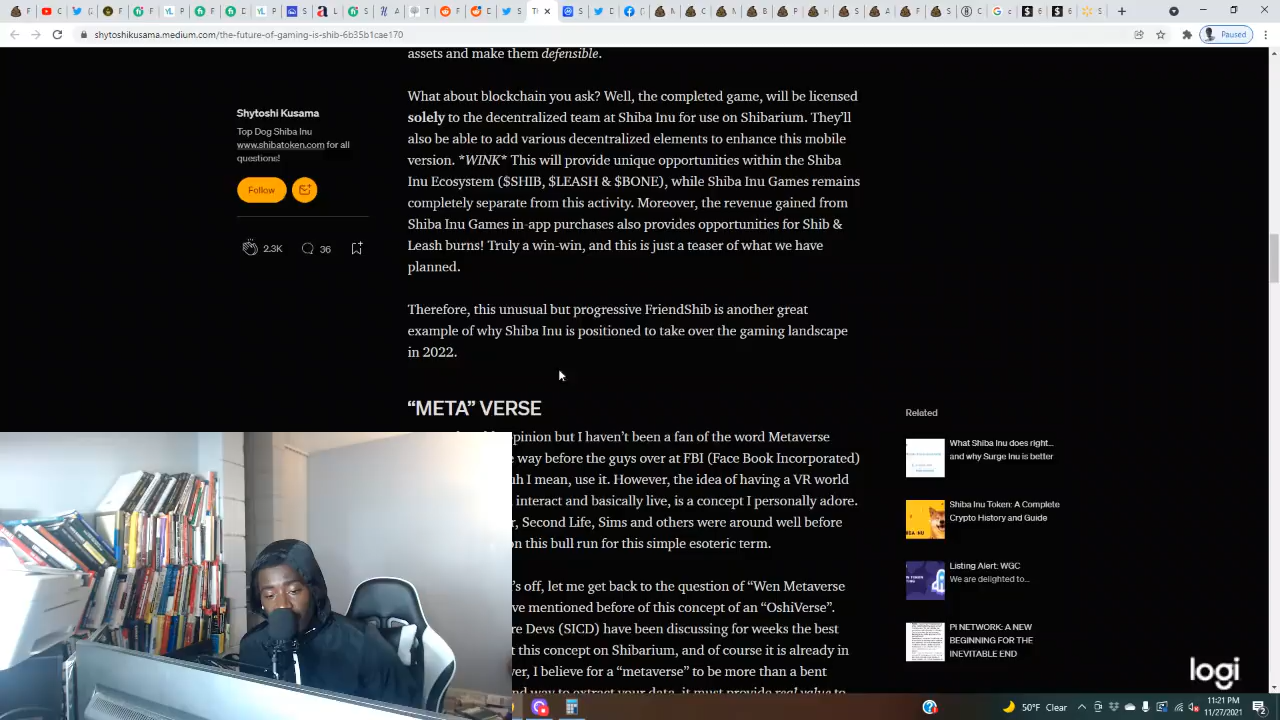 Paused
shytoshikusama.medium.com/the-future-of-gaming-is-shib-6b35b1cae170
assets and make them defensible.
Shytoshi Kusama
Top Dog Shiba Inu
www.shibatoken.com for all
questions!
Follow
2.3K
36
What about blockchain you ask? Well, the completed game, will be licensed
solely to the decentralized team at Shiba Inu for use on Shibarium. They’ll
also be able to add various decentralized elements to enhance this mobile
version. *WINK* This will provide unique opportunities within the Shiba
Inu Ecosystem ($SHIB, $LEASH & $BONE), while Shiba Inu Games remains
completely separate from this activity. Moreover, the revenue gained from
Shiba Inu Games in-app purchases also provides opportunities for Shib &
Leash burns! Truly a win-win, and this is just a teaser of what we have
planned.
Therefore, this unusual but progressive FriendShib is another great
example of why Shiba Inu is positioned to take over the gaming landscape
in 2022.
“META” VERSE
opinion but I haven’t been a fan of the word Metaverse
way before the guys over at FBI (Face Book Incorporated)
I mean, use it. However, the idea of having a VR world
interact and basically live, is a concept I personally adore.
Second Life, Sims and others were around well before
on this bull run for this simple esoteric term.
’s off, let me get back to the question of “Wen Metaverse
mentioned before of this concept of an “OshiVerse”.
Devs (SICD) have been discussing for weeks the best
this concept on Shibarium, and of course it is already in
I believe for a “metaverse” to be more than a bent
way to extract your data, it must provide real value to
Related
What Shiba Inu does right...
and why Surge Inu is better
Shiba Inu Token: A Complete
Crypto History and Guide
Listing Alert: WGC
We are delighted to...
PI NETWORK: A NEW
BEGINNING FOR THE
INEVITABLE END
logi
50°F Clear
11:21 PM
11/27/2021
2